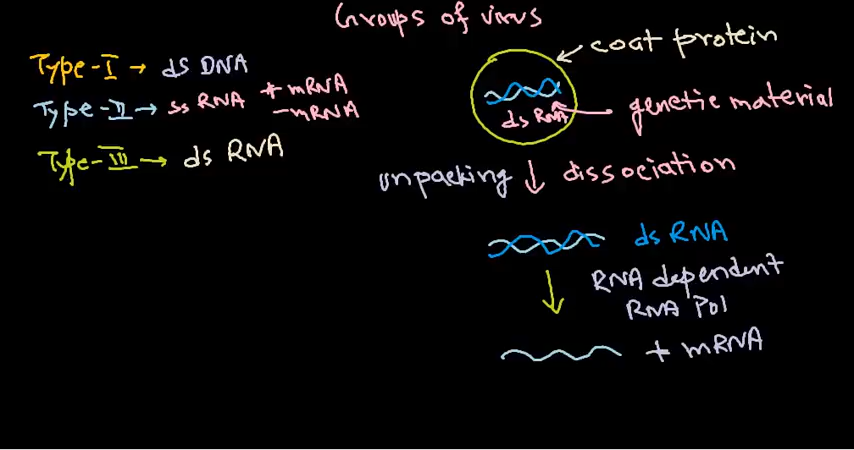 Groups of virus
Type-I → ds DNA
Type-II → ss RNA + mRNA
- mRNA
Type-III → ds RNA
coat protein
ds RNA
genetic material
unpacking ↓ dissociation
ds RNA
RNA dependent
RNA Pol
+ mRNA